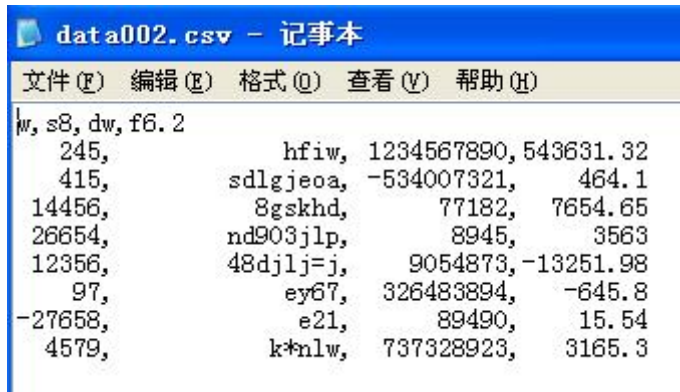 data002.csv - 记事本
文件(F) 编辑(E) 格式(O) 查看(V) 帮助(H)
w,s8,dw,f6.2
245, hfiw, 1234567890,543631.32
415, sdlgjeoa, -534007321, 464.1
14456, 8gskhd, 77182, 7654.65
26654, nd903jlp, 8945, 3563
12356, 48djlj=j, 9054873,-13251.98
97, ey67, 326483894, -645.8
-27658, e21, 89490, 15.54
4579, k*nlw, 737328923, 3165.3